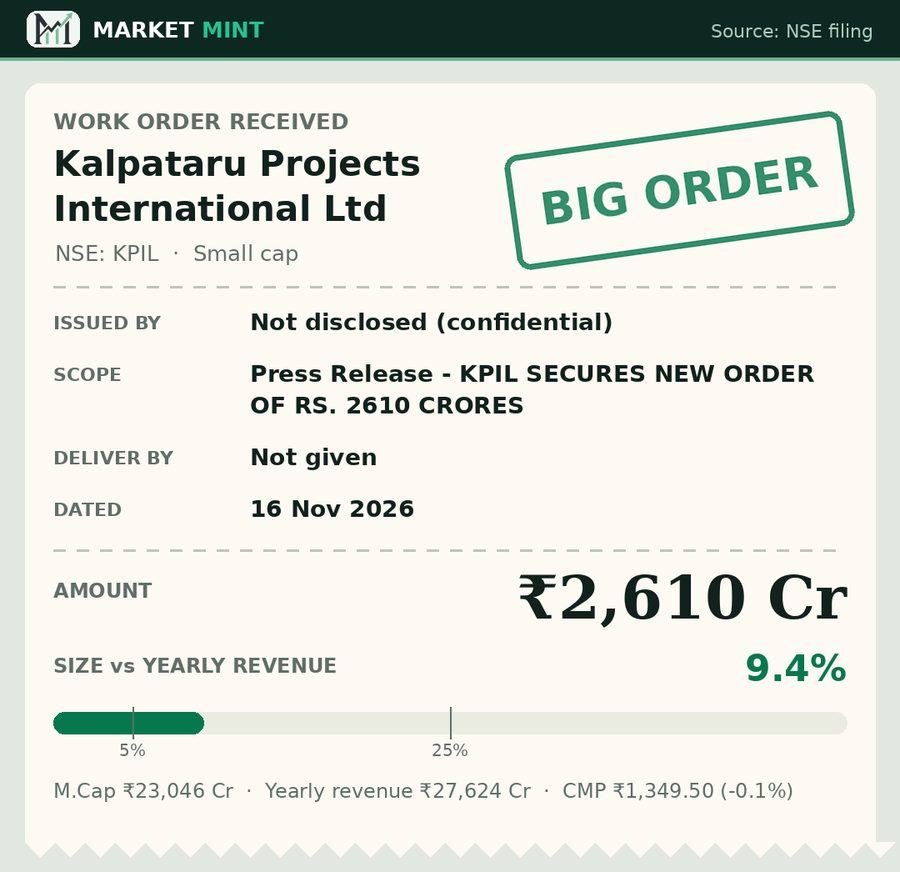 MARKET MINT
Source: NSE filing
WORK ORDER RECEIVED
Kalpataru Projects
International Ltd
BIG ORDER
NSE: KPIL · Small cap
ISSUED BY
Not disclosed (confidential)
SCOPE
Press Release - KPIL SECURES NEW ORDER
OF RS. 2610 CRORES
DELIVER BY
Not given
DATED
16 Nov 2026
AMOUNT
₹2,610 Cr
SIZE vs YEARLY REVENUE
9.4%
5%
25%
M.Cap ₹23,046 Cr · Yearly revenue ₹27,624 Cr · CMP ₹1,349.50 (-0.1%)